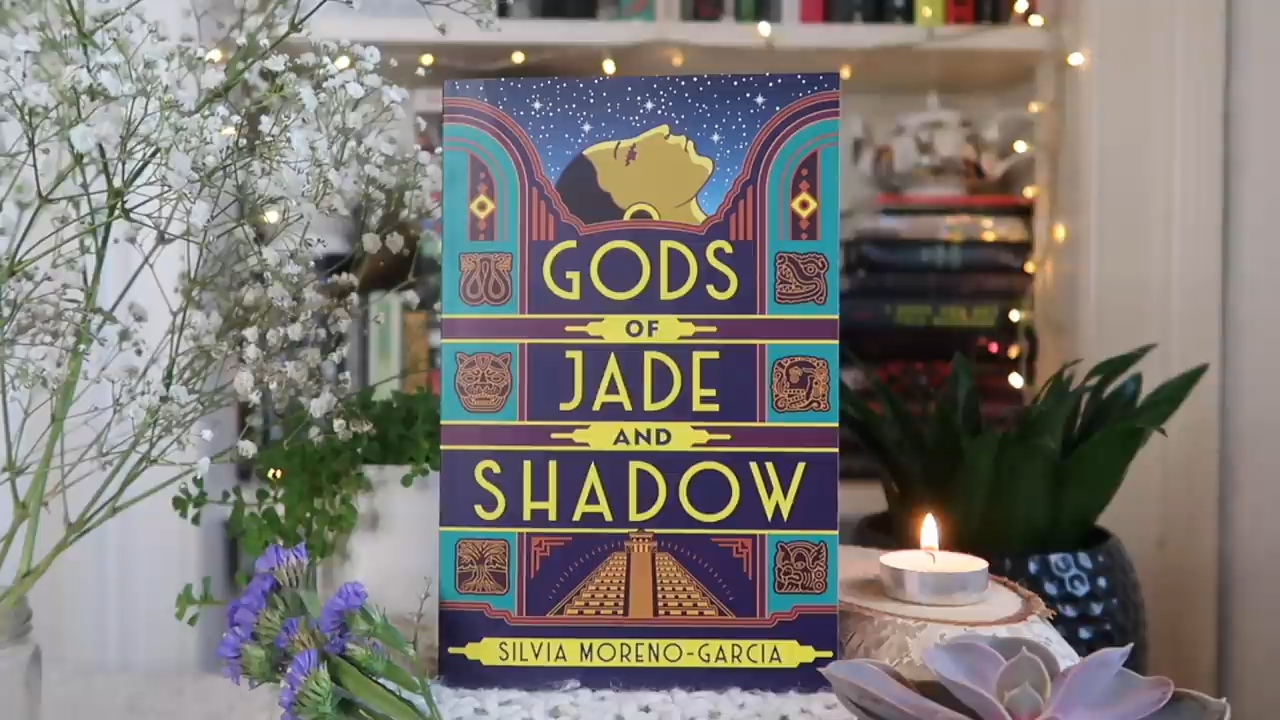 GODS
OF
JADE
AND
SHADOW
SILVIA MORENO-GARCIA